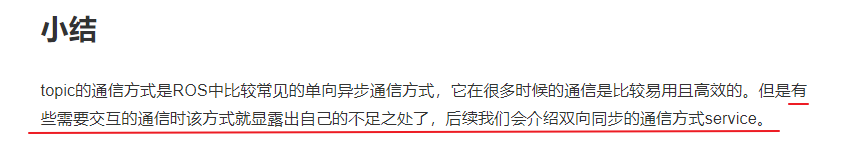 小结
topic的通信方式是ROS中比较常见的单向异步通信方式，它在很多时候的通信是比较易用且高效的。但是有
些需要交互的通信时该方式就显露出自己的不足之处了，后续我们会介绍双向同步的通信方式service。